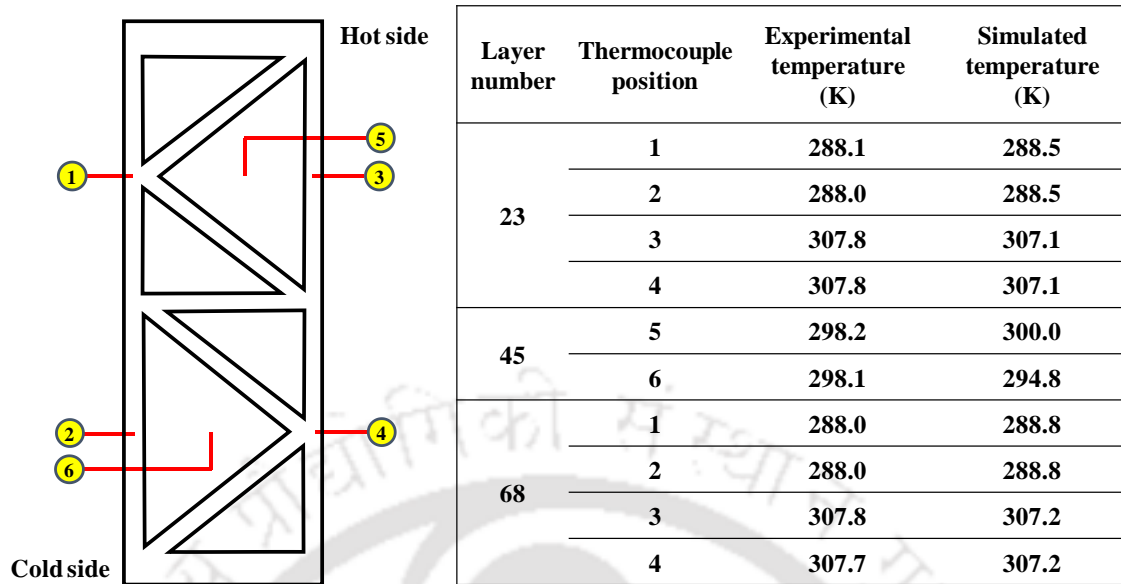 Hot side
5
1
3
2
4
6
Cold side
Layer number Thermocouple position Experimental temperature (K) Simulated temperature (K)
23 1 288.1 288.5
2 288.0 288.5
3 307.8 307.1
4 307.8 307.1
45 5 298.2 300.0
6 298.1 294.8
68 1 288.0 288.8
2 288.0 288.8
3 307.8 307.2
4 307.7 307.2